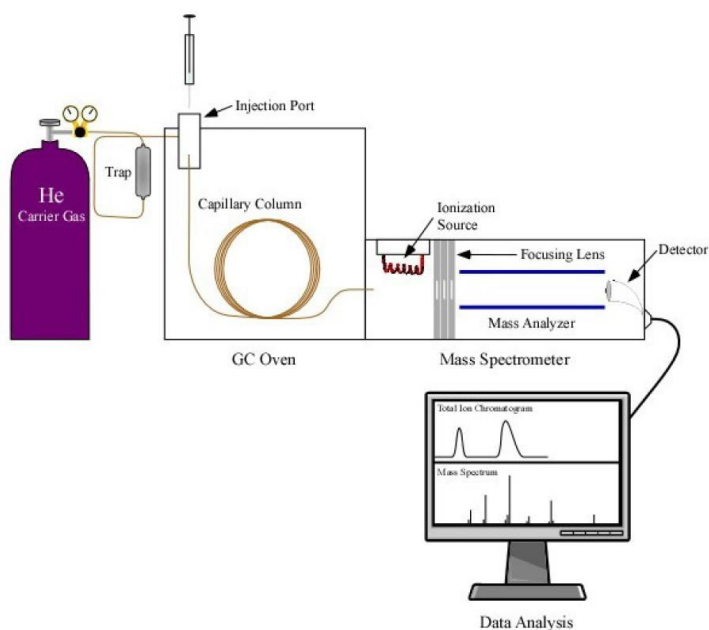 Injection Port
Trap
He
Carrier Gas
Capillary Column
Ionization
Source
Focusing Lens
Detector
Mass Analyzer
GC Oven
Mass Spectrometer
Total Ion Chromatogram
Mass Spectrum
Data Analysis